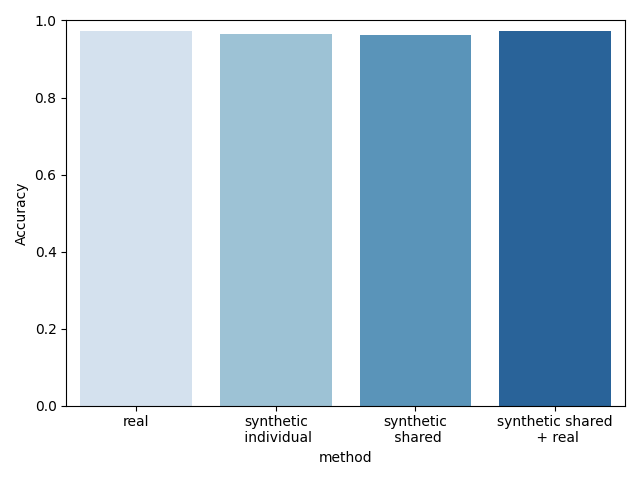 1.0
0.8
0.6
0.4
0.2
0.0
Accuracy
real
synthetic
individual
synthetic
shared
synthetic shared
+ real
method